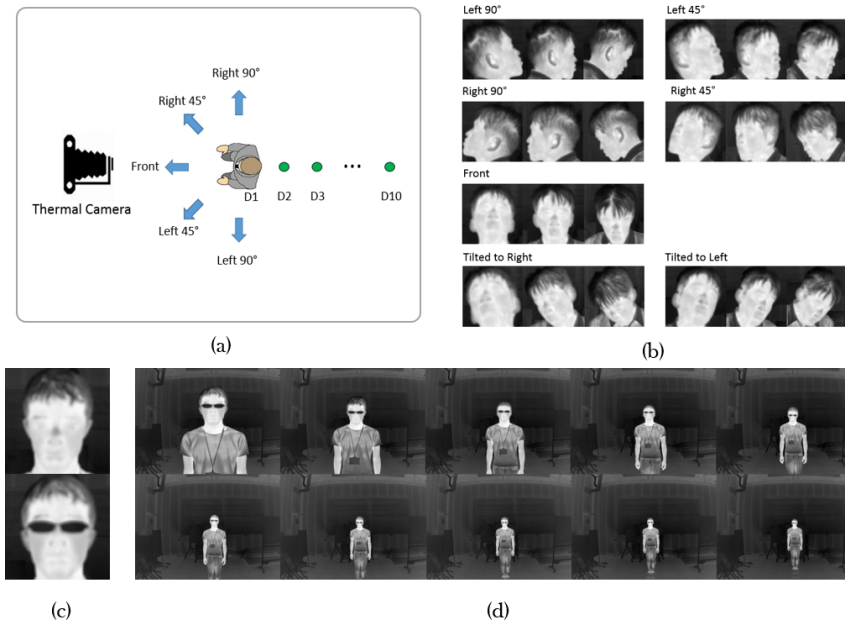 Right 90°
Right 45°
Front
Thermal Camera
D1 D2 D3 ••• D10
Left 45°
Left 90°
(a)
Left 90° Left 45°
Right 90° Right 45°
Front
Tilted to Right Tilted to Left
(b)
(c) (d)